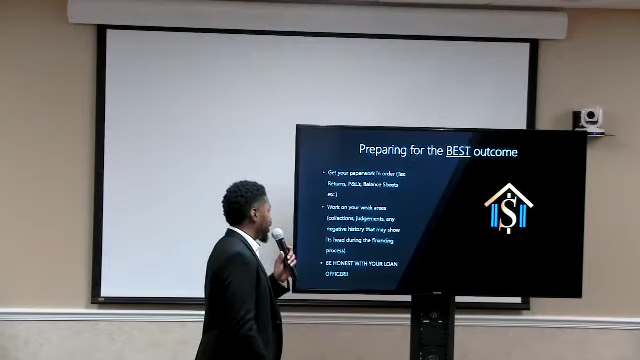 Preparing for the BEST outcome
• Get your paperwork in order (Tax
Returns, P&L's, Balance Sheets
etc.)
• Work on your weak areas
(collections, judgements, any
negative history that may show
its head during the financing
process)
• BE HONEST WITH YOUR LOAN
OFFICER!!
$